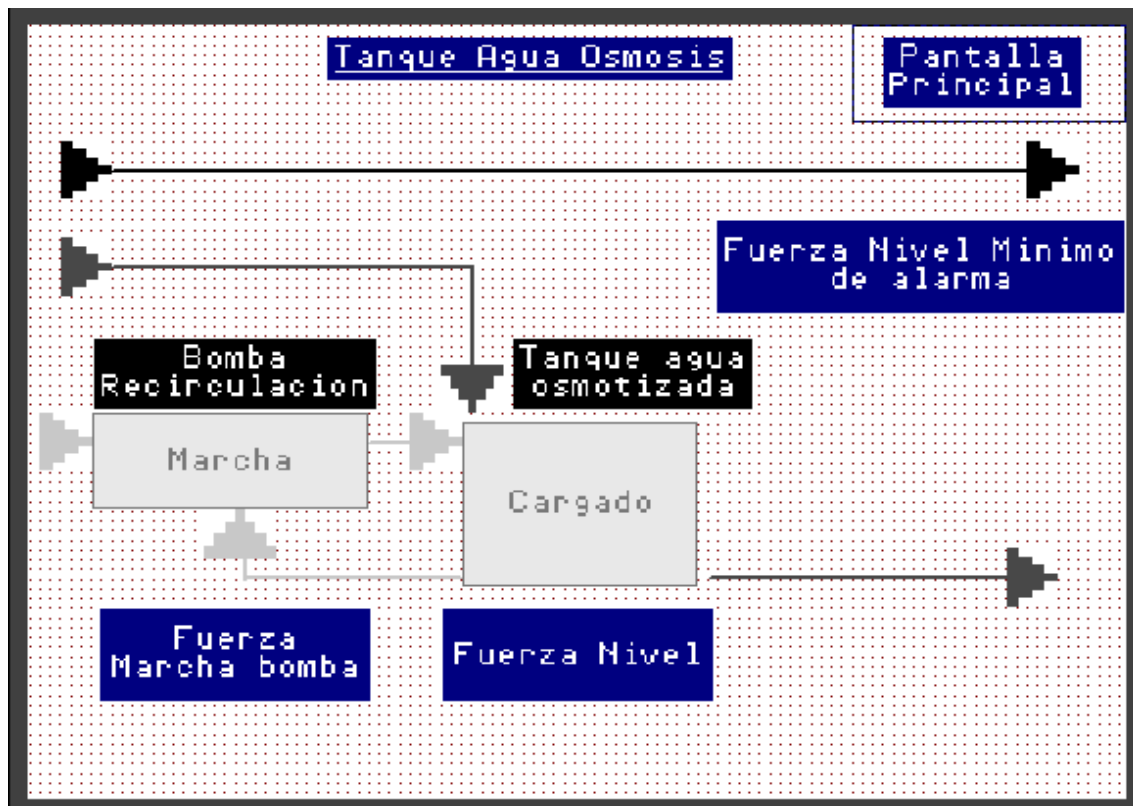 Tanque Agua Osmosis
Pantalla
Principal
Fuerza Nivel Minimo
de alarma
Bomba
Recirculacion
Tanque agua
osmotizada
Marcha
Cargado
Fuerza
Marcha bomba
Fuerza Nivel